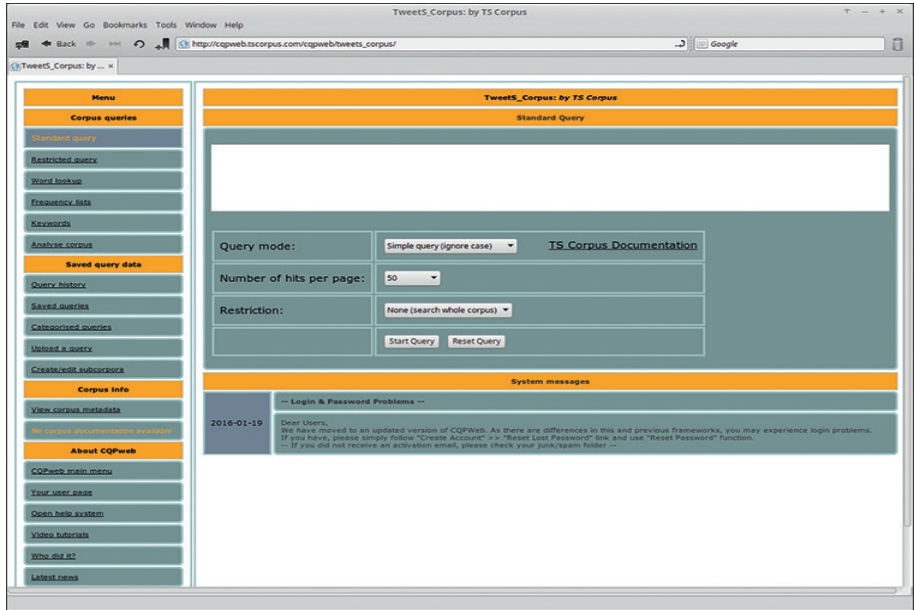 TweetS_Corpus: by TS Corpus
File Edit View Go Bookmarks Tools Window Help
Back http://cqpweb.tscorpus.com/cqpweb/tweets_corpus/ Google
TweetS_Corpus: by ... ×
Menu
Corpus queries
Standard query
Restricted query
Word lookup
Frequency lists
Keywords
Analyse corpus
Saved query data
Query history
Saved queries
Categorised queries
Upload a query
Create/edit subcorpora
Corpus info
View corpus metadata
No corpus documentation available
About CQPweb
CQPweb main menu
Your user page
Open help system
Video tutorials
Who did it?
Latest news
TweetS_Corpus: by TS Corpus
Standard Query
Query mode: Simple query (ignore case) TS Corpus Documentation
Number of hits per page: 50
Restriction: None (search whole corpus)
Start Query Reset Query
System messages
2016-01-19
-- Login & Password Problems --
Dear Users,
We have moved to an updated version of CQPWeb. As there are differences in this and previous frameworks, you may experience login problems.
If you have, please simply follow "Create Account" >> "Reset Lost Password" link and use "Reset Password" function.
-- If you did not receive an activation email, please check your junk/spam folder --